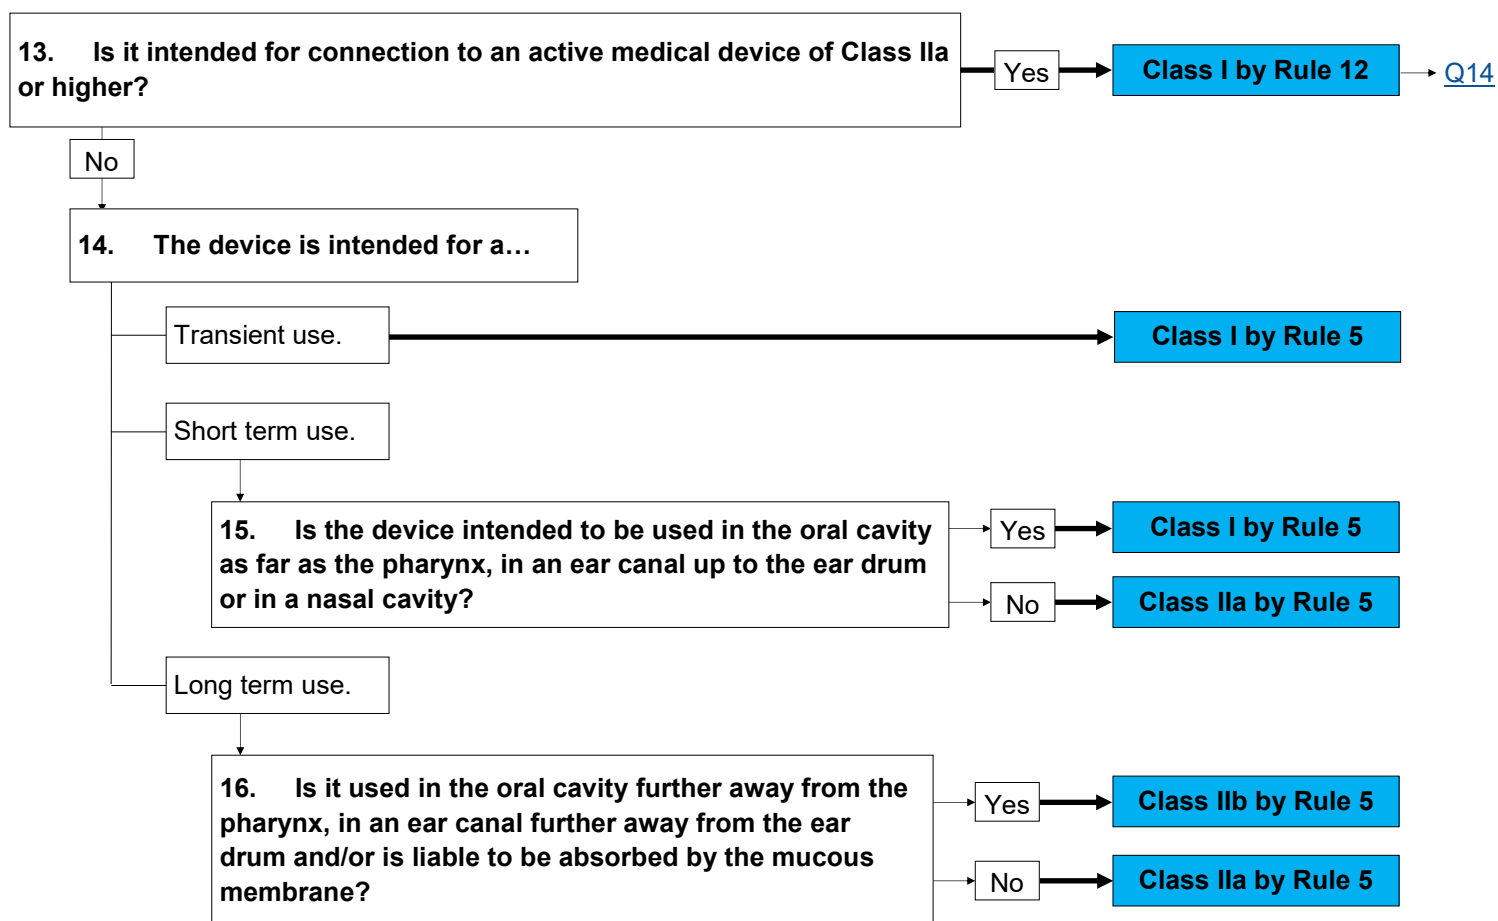 13. Is it intended for connection to an active medical device of Class IIa
or higher?
Yes
Class I by Rule 12
Q14
No
14. The device is intended for a…
Transient use.
Class I by Rule 5
Short term use.
15. Is the device intended to be used in the oral cavity
as far as the pharynx, in an ear canal up to the ear drum
or in a nasal cavity?
Yes
Class I by Rule 5
No
Class IIa by Rule 5
Long term use.
16. Is it used in the oral cavity further away from the
pharynx, in an ear canal further away from the ear
drum and/or is liable to be absorbed by the mucous
membrane?
Yes
Class IIb by Rule 5
No
Class IIa by Rule 5